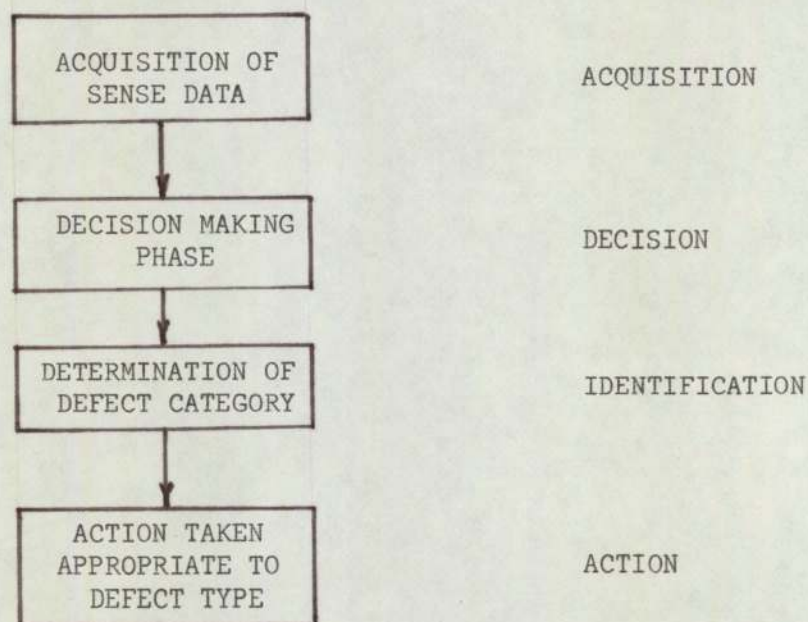 ACQUISITION OF
SENSE DATA
ACQUISITION
DECISION MAKING
PHASE
DECISION
DETERMINATION OF
DEFECT CATEGORY
IDENTIFICATION
ACTION TAKEN
APPROPRIATE TO
DEFECT TYPE
ACTION